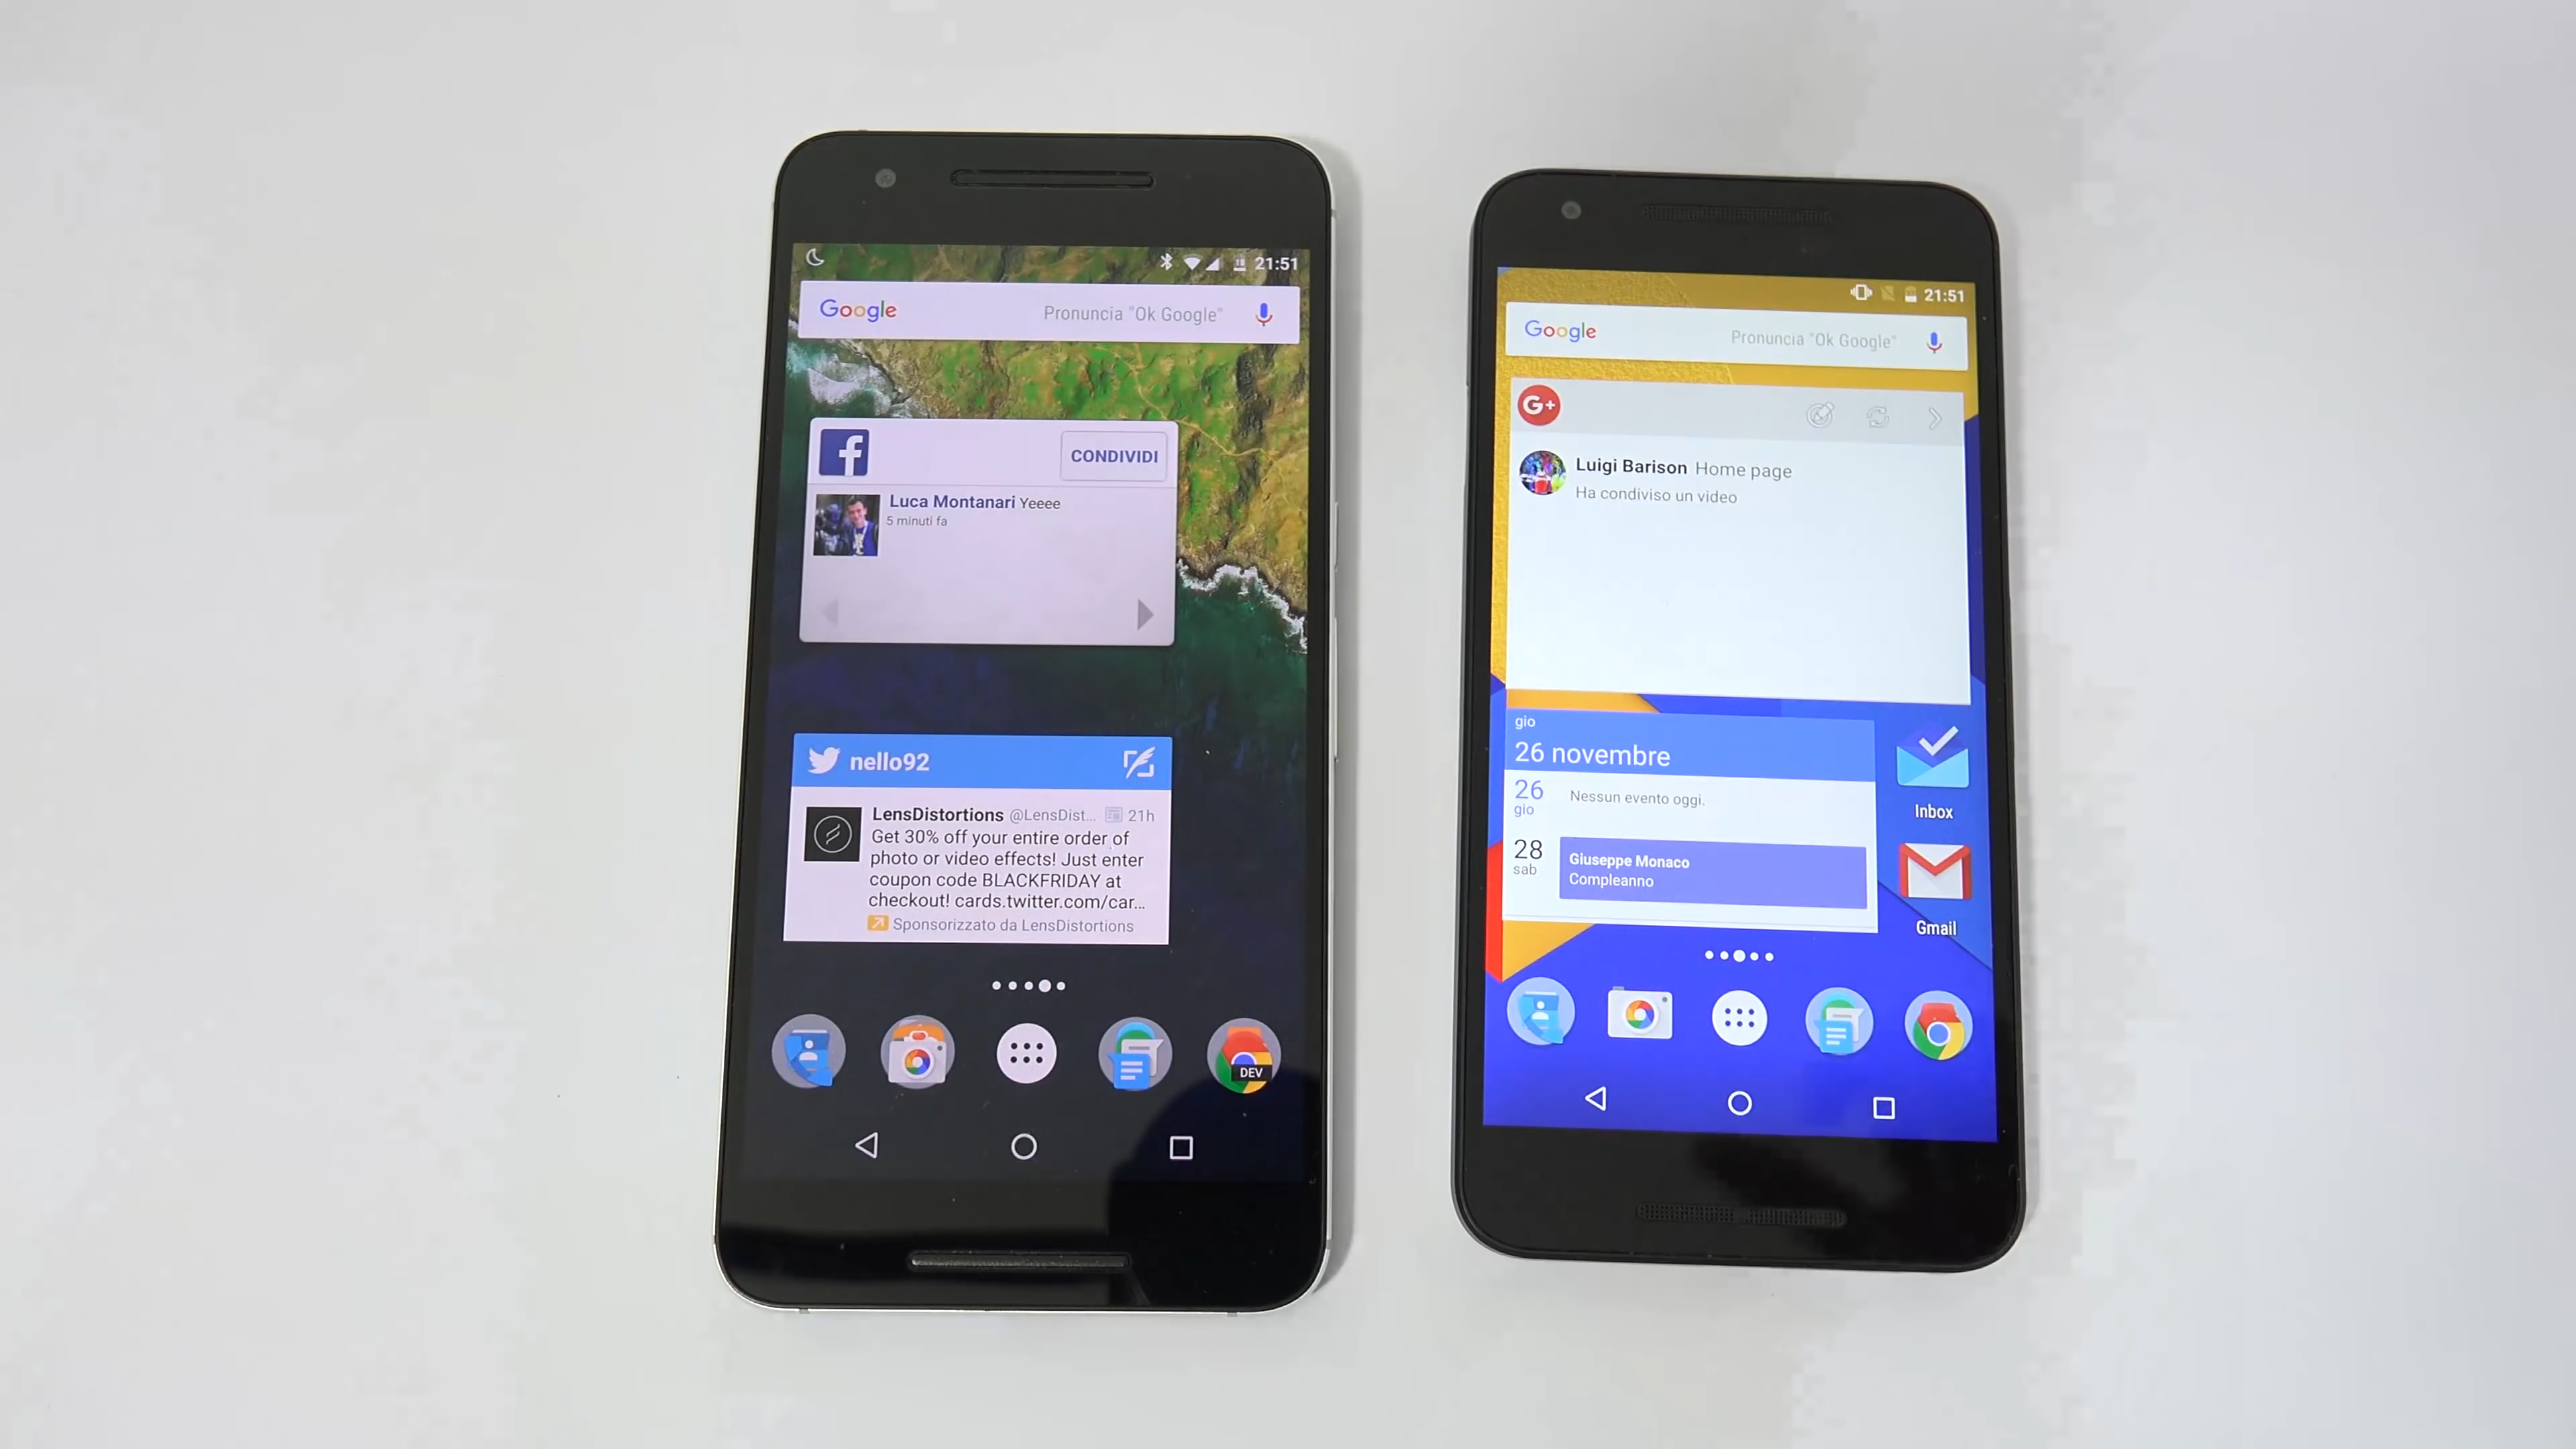 21:51
Google
Pronuncia "Ok Google"
CONDIVIDI
Luca Montanari Yeeee
5 minuti fa
nello92
LensDistortions @LensDist... 21h
Get 30% off your entire order of
photo or video effects! Just enter
coupon code BLACKFRIDAY at
checkout! cards.twitter.com/car...
Sponsorizzato da LensDistortions
DEV
21:51
Google
Pronuncia "Ok Google"
G+
Luigi Barison Home page
Ha condiviso un video
gio
26 novembre
26
gio
Nessun evento oggi.
28
sab
Giuseppe Monaco
Compleanno
Inbox
Gmail